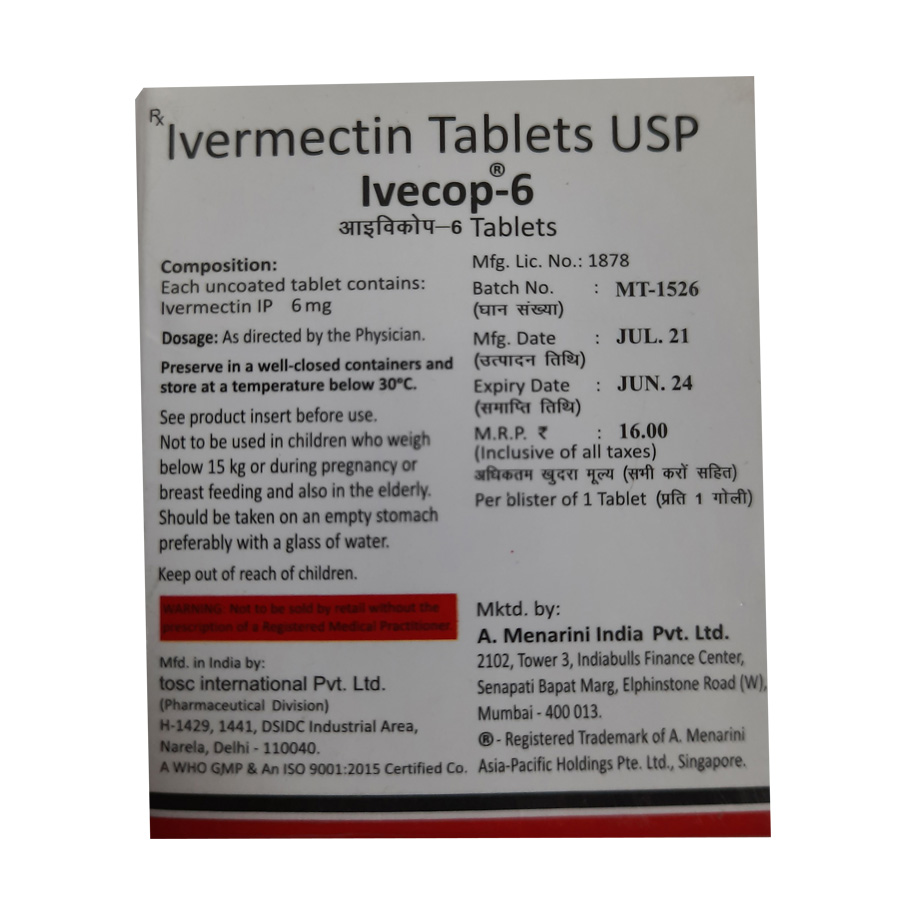 Rx Ivermectin Tablets USP
Ivecop®-6
आइविकोप–6 Tablets
Composition:
Each uncoated tablet contains:
Ivermectin IP 6 mg
Dosage: As directed by the Physician.
Preserve in a well-closed containers and
store at a temperature below 30°C.
See product insert before use.
Not to be used in children who weigh
below 15 kg or during pregnancy or
breast feeding and also in the elderly.
Should be taken on an empty stomach
preferably with a glass of water.
Keep out of reach of children.
WARNING: Not to be sold by retail without the
prescription of a Registered Medical Practitioner.
Mfd. in India by:
tosc international Pvt. Ltd.
(Pharmaceutical Division)
H-1429, 1441, DSIDC Industrial Area,
Narela, Delhi - 110040.
A WHO GMP & An ISO 9001:2015 Certified Co.
Mfg. Lic. No.: 1878
Batch No. : MT-1526
(घान संख्या)
Mfg. Date : JUL. 21
(उत्पादन तिथि)
Expiry Date : JUN. 24
(समाप्ति तिथि)
M.R.P. ₹ : 16.00
(Inclusive of all taxes)
अधिकतम खुदरा मूल्य (सभी करों सहित)
Per blister of 1 Tablet (प्रति 1 गोली)
Mktd. by:
A. Menarini India Pvt. Ltd.
2102, Tower 3, Indiabulls Finance Center,
Senapati Bapat Marg, Elphinstone Road (W),
Mumbai - 400 013.
® - Registered Trademark of A. Menarini
Asia-Pacific Holdings Pte. Ltd., Singapore.